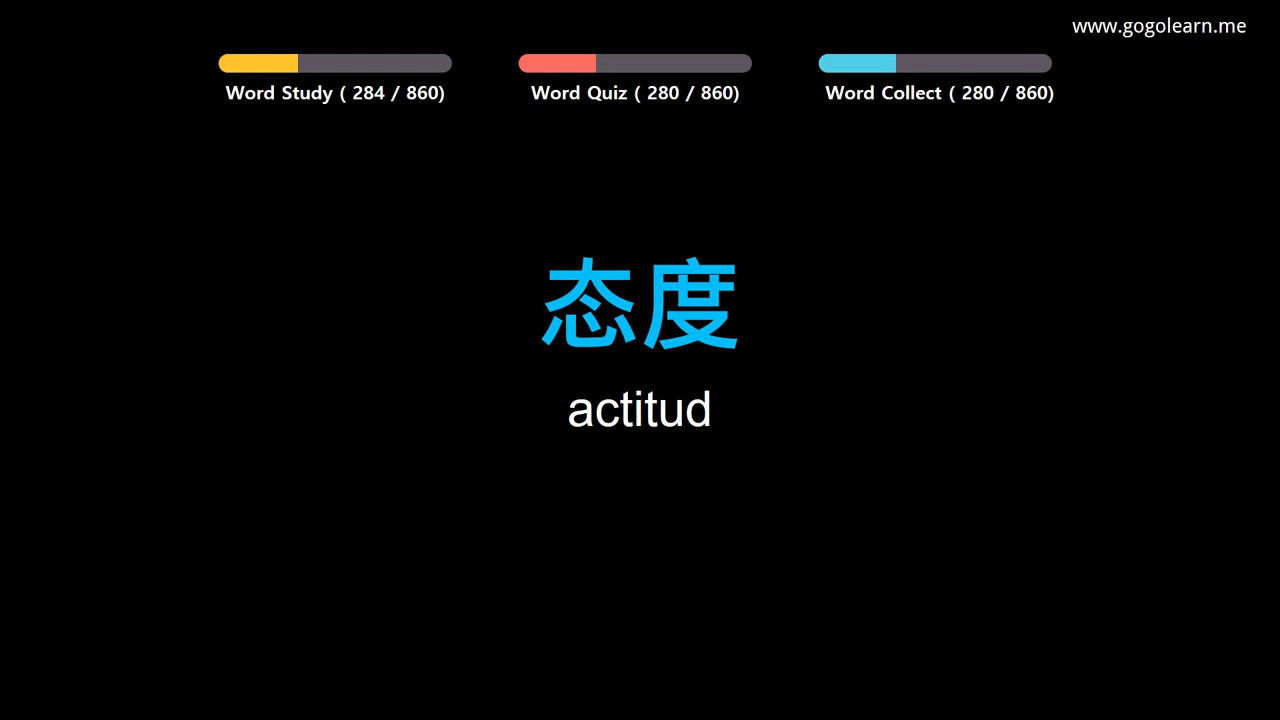 www.gogolearn.me
Word Study ( 284 / 860)
Word Quiz ( 280 / 860)
Word Collect ( 280 / 860)
态度
actitud